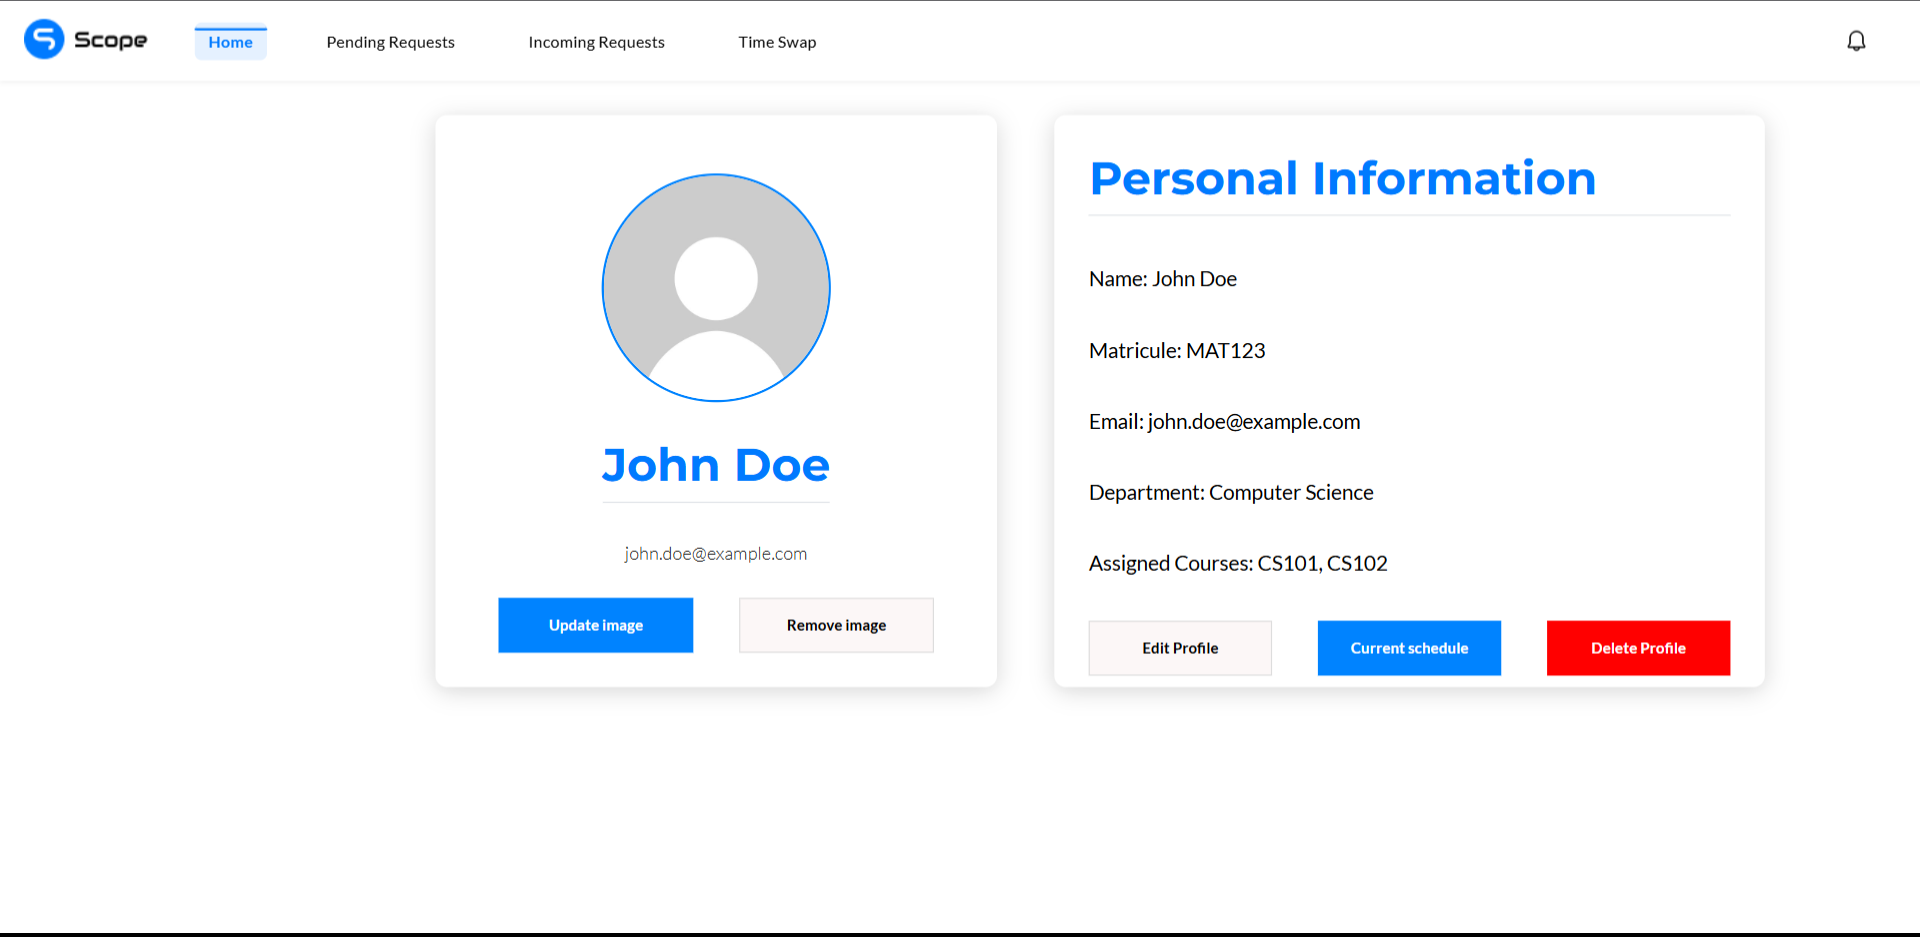 Scope
Home
Pending Requests
Incoming Requests
Time Swap
John Doe
john.doe@example.com
Update image
Remove image
Personal Information
Name: John Doe
Matricule: MAT123
Email: john.doe@example.com
Department: Computer Science
Assigned Courses: CS101, CS102
Edit Profile
Current schedule
Delete Profile